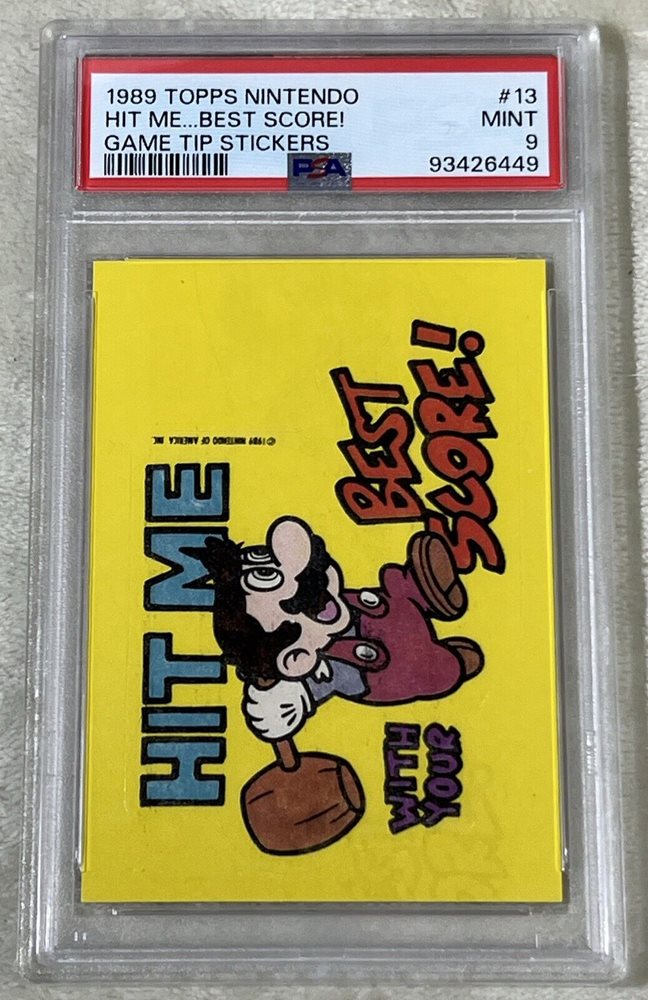 1989 TOPPS NINTENDO #13
HIT ME...BEST SCORE! MINT
GAME TIP STICKERS 9
PSA 93426449
HIT ME
WITH
YOUR
BEST
SCORE!
©1989 NINTENDO OF AMERICA INC.